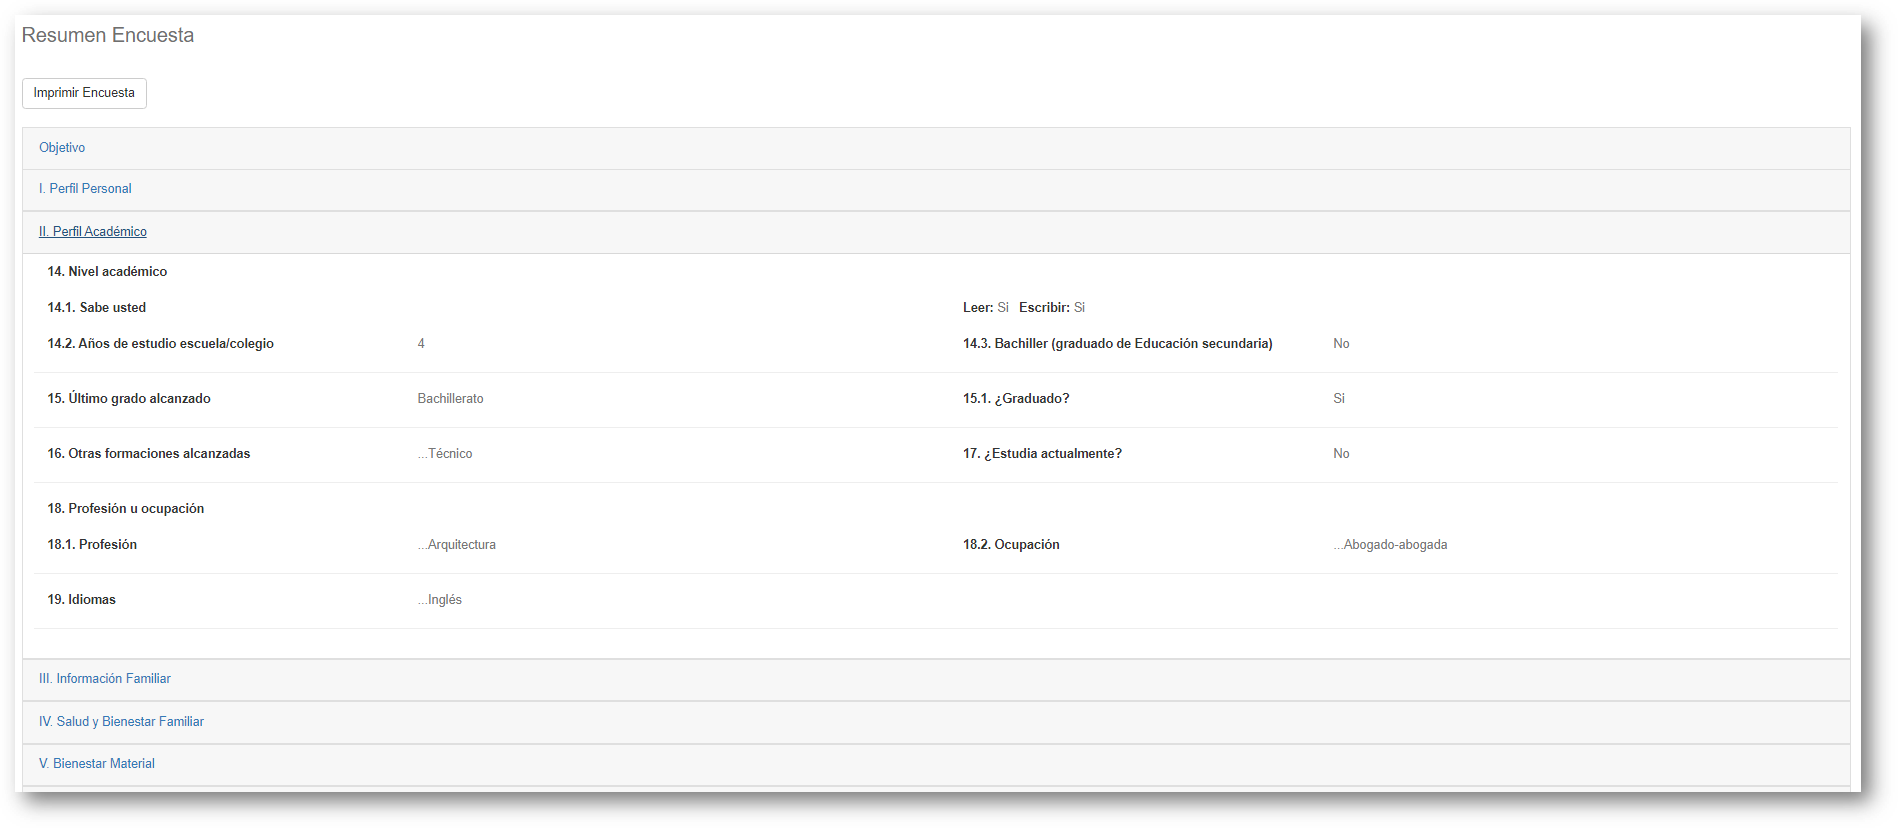 Resumen Encuesta
Imprimir Encuesta
Objetivo
I. Perfil Personal
II. Perfil Académico
14. Nivel académico
14.1. Sabe usted Leer: Si Escribir: Si
14.2. Años de estudio escuela/colegio 4 14.3. Bachiller (graduado de Educación secundaria) No
15. Último grado alcanzado Bachillerato 15.1. ¿Graduado? Si
16. Otras formaciones alcanzadas ...Técnico 17. ¿Estudia actualmente? No
18. Profesión u ocupación
18.1. Profesión ...Arquitectura 18.2. Ocupación ...Abogado-abogada
19. Idiomas ...Inglés
III. Información Familiar
IV. Salud y Bienestar Familiar
V. Bienestar Material